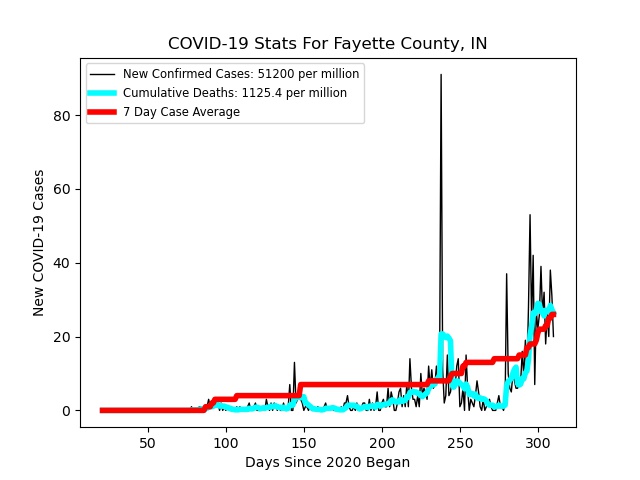 COVID-19 Stats For Fayette County, IN
New Confirmed Cases: 51200 per million
Cumulative Deaths: 1125.4 per million
7 Day Case Average
New COVID-19 Cases
80
60
40
20
0
50 100 150 200 250 300
Days Since 2020 Began